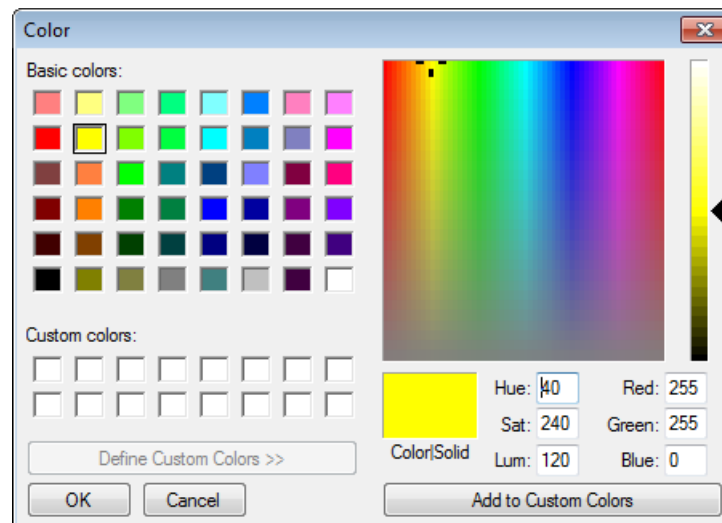 Color
Basic colors:
Custom colors:
Define Custom Colors >>
OK
Cancel
Color|Solid
Hue: 40
Sat: 240
Lum: 120
Red: 255
Green: 255
Blue: 0
Add to Custom Colors